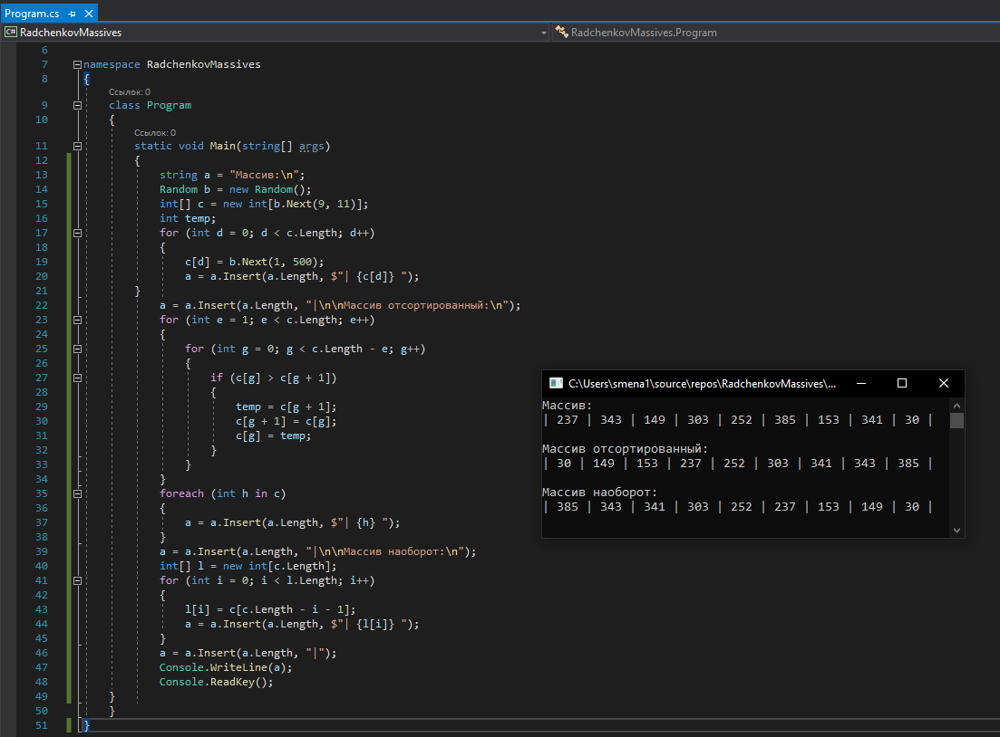 Program.cs
RadchenkovMassives
RadchenkovMassives.Program
6
7 namespace RadchenkovMassives
8 {
Ссылок: 0
9 class Program
10 {
Ссылок: 0
11 static void Main(string[] args)
12 {
13 string a = "Массив:\n";
14 Random b = new Random();
15 int[] c = new int[b.Next(9, 11)];
16 int temp;
17 for (int d = 0; d < c.Length; d++)
18 {
19 c[d] = b.Next(1, 500);
20 a = a.Insert(a.Length, $"| {c[d]} ");
21 }
22 a = a.Insert(a.Length, "|\n\nМассив отсортированный:\n");
23 for (int e = 1; e < c.Length; e++)
24 {
25 for (int g = 0; g < c.Length - e; g++)
26 {
27 if (c[g] > c[g + 1])
28 {
29 temp = c[g + 1];
30 c[g + 1] = c[g];
31 c[g] = temp;
32 }
33 }
34 }
35 foreach (int h in c)
36 {
37 a = a.Insert(a.Length, $"| {h} ");
38 }
39 a = a.Insert(a.Length, "|\n\nМассив наоборот:\n");
40 int[] l = new int[c.Length];
41 for (int i = 0; i < l.Length; i++)
42 {
43 l[i] = c[c.Length - i - 1];
44 a = a.Insert(a.Length, $"| {l[i]} ");
45 }
46 a = a.Insert(a.Length, "|");
47 Console.WriteLine(a);
48 Console.ReadKey();
49 }
50 }
51 }
C:\Users\smena1\source\repos\RadchenkovMassives\...
Массив:
| 237 | 343 | 149 | 303 | 252 | 385 | 153 | 341 | 30 |
Массив отсортированный:
| 30 | 149 | 153 | 237 | 252 | 303 | 341 | 343 | 385 |
Массив наоборот:
| 385 | 343 | 341 | 303 | 252 | 237 | 153 | 149 | 30 |